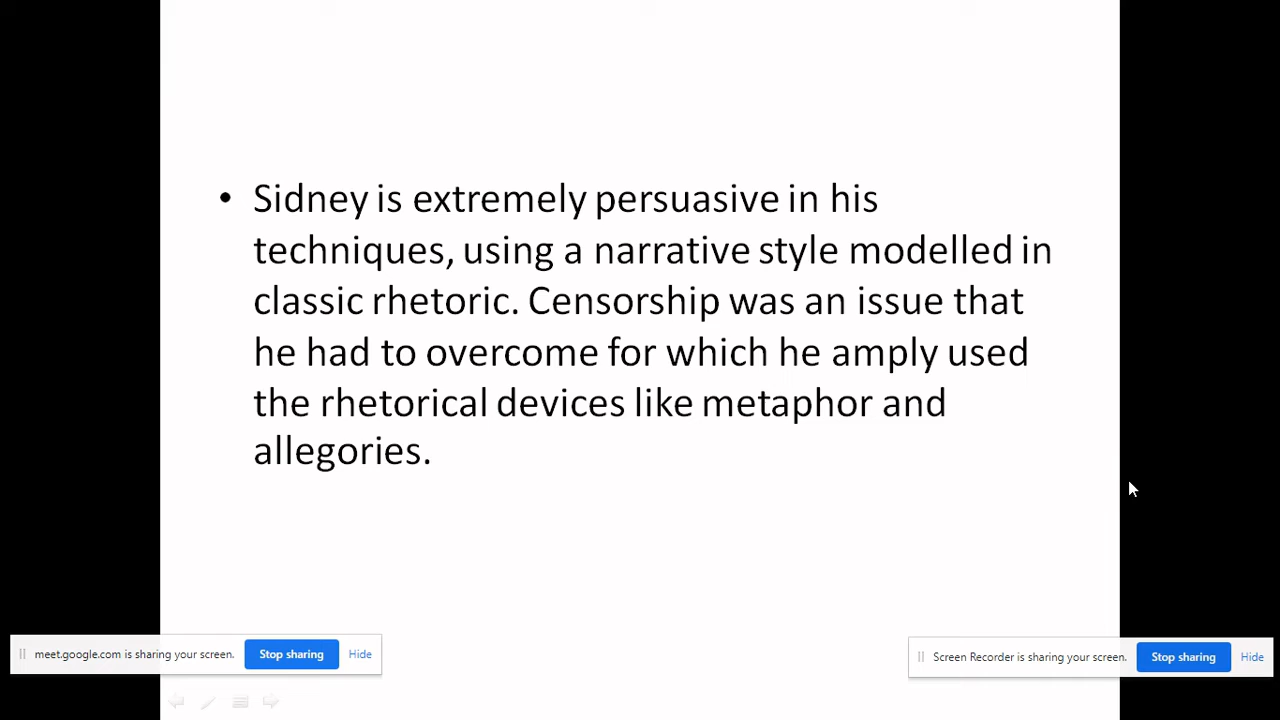 • Sidney is extremely persuasive in his
techniques, using a narrative style modelled in
classic rhetoric. Censorship was an issue that
he had to overcome for which he amply used
the rhetorical devices like metaphor and
allegories.
meet.google.com is sharing your screen. Stop sharing Hide
Screen Recorder is sharing your screen. Stop sharing Hide